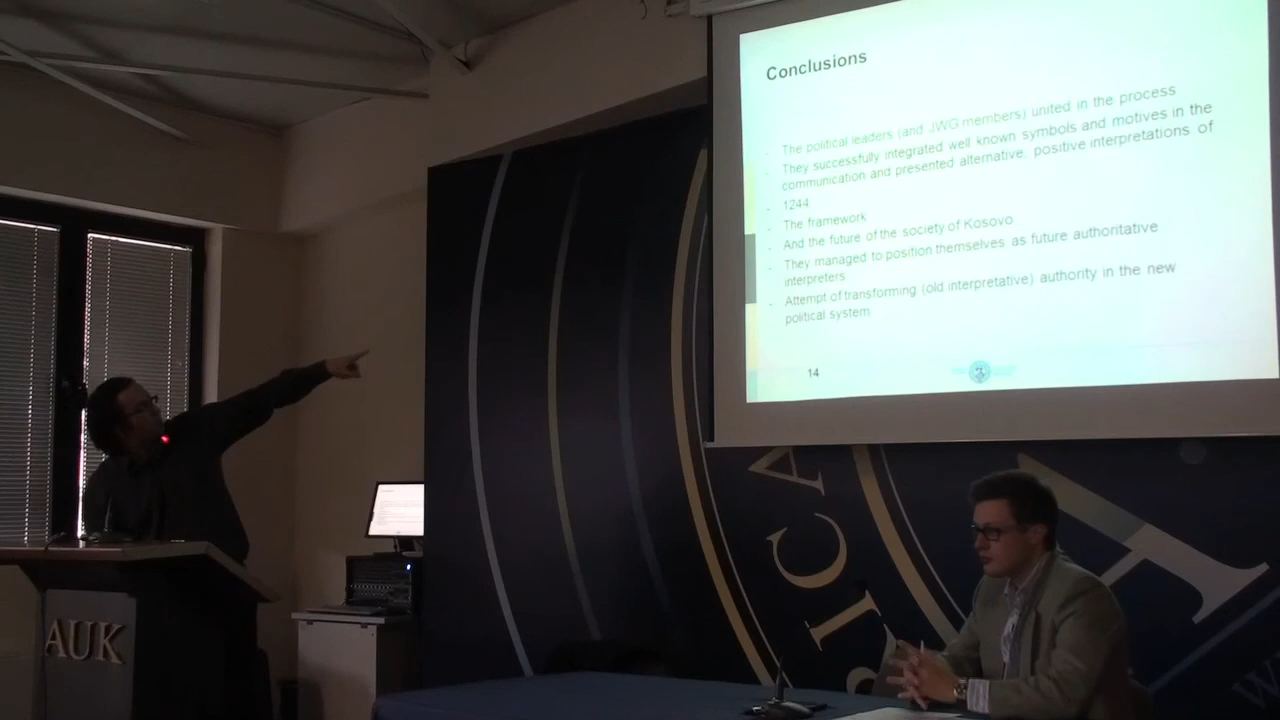 Conclusions
- The political leaders (and JWG members) united in the process
- They successfully integrated well known symbols and motives in the
communication and presented alternative, positive interpretations of
- 1244
- The framework
- And the future of the society of Kosovo
- They managed to position themselves as future authoritative
interpreters
- Attempt of transforming (old interpretative) authority in the new
political system
14
AUK
RICA
A